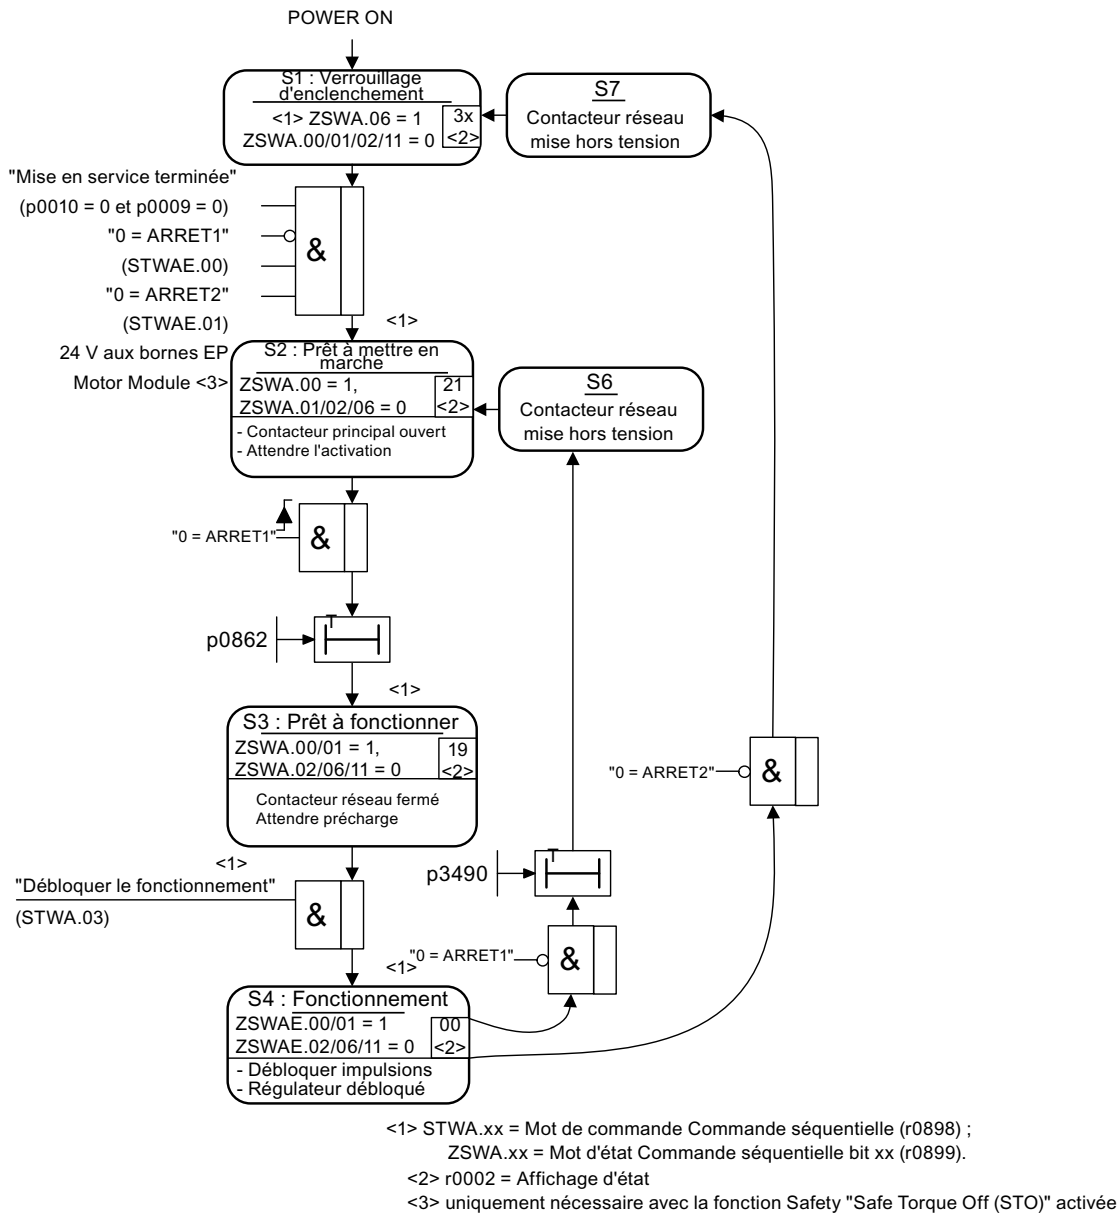 POWER ON
S1 : Verrouillage
d'enclenchement
<1> ZSWA.06 = 1
ZSWA.00/01/02/11 = 0
3x
<2>
S7
Contacteur réseau
mise hors tension
"Mise en service terminée"
(p0010 = 0 et p0009 = 0)
"0 = ARRET1"
(STWAE.00)
"0 = ARRET2"
(STWAE.01)
24 V aux bornes EP
Motor Module <3>
&
<1>
S2 : Prêt à mettre en
marche
ZSWA.00 = 1,
ZSWA.01/02/06 = 0
21
<2>
- Contacteur principal ouvert
- Attendre l'activation
S6
Contacteur réseau
mise hors tension
"0 = ARRET1"
&
p0862
T
<1>
S3 : Prêt à fonctionner
ZSWA.00/01 = 1,
ZSWA.02/06/11 = 0
19
<2>
Contacteur réseau fermé
Attendre précharge
"0 = ARRET2"
&
<1>
"Débloquer le fonctionnement"
(STWA.03)
&
p3490
T
"0 = ARRET1"
&
<1>
S4 : Fonctionnement
ZSWAE.00/01 = 1
ZSWAE.02/06/11 = 0
00
<2>
- Débloquer impulsions
- Régulateur débloqué
<1> STWA.xx = Mot de commande Commande séquentielle (r0898) ;
ZSWA.xx = Mot d'état Commande séquentielle bit xx (r0899).
<2> r0002 = Affichage d'état
<3> uniquement nécessaire avec la fonction Safety "Safe Torque Off (STO)" activée